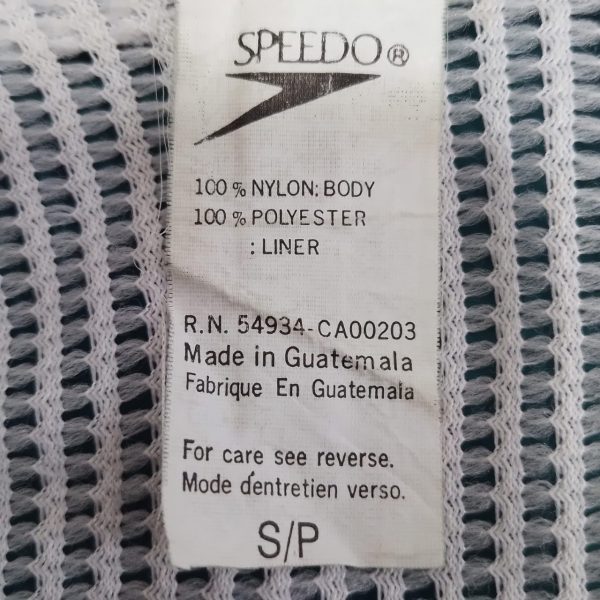 SPEEDO®
100% NYLON: BODY
100% POLYESTER
: LINER
R.N. 54934-CA00203
Made in Guatemala
Fabrique En Guatemala
For care see reverse.
Mode d'entretien verso.
S/P